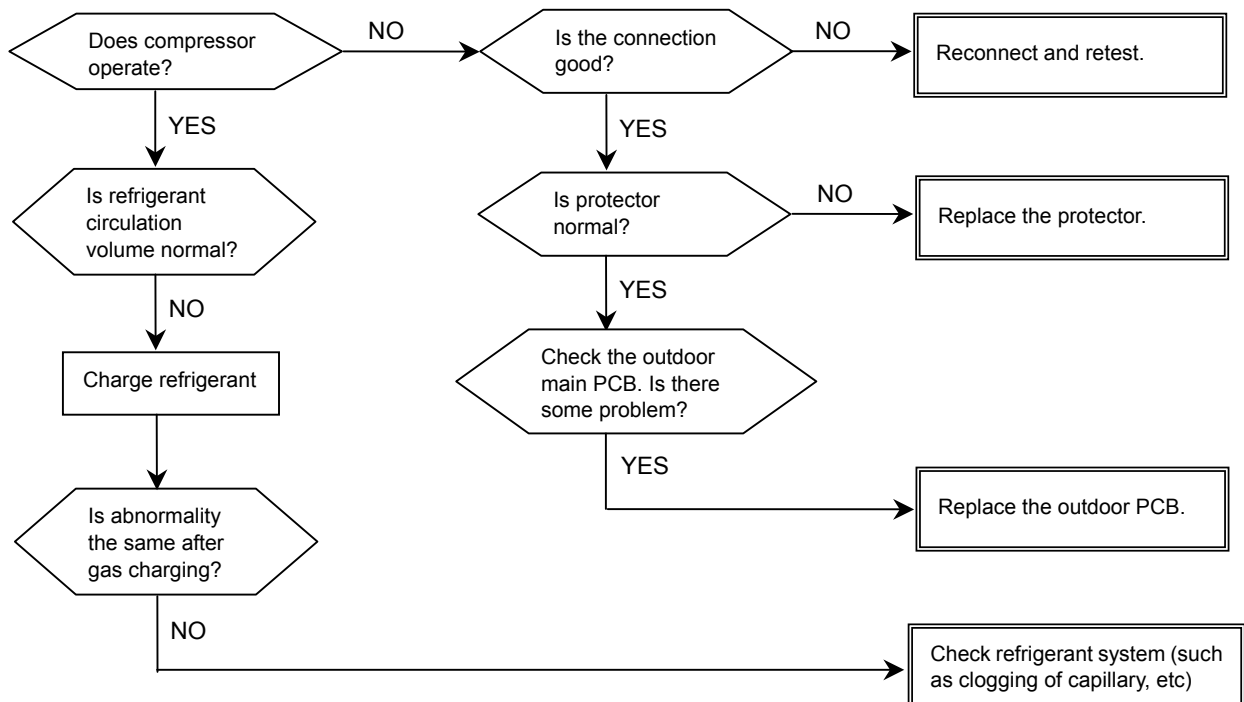 Does compressor
operate?
NO
Is the connection
good?
NO
Reconnect and retest.
YES
YES
Is refrigerant
circulation
volume normal?
Is protector
normal?
NO
Replace the protector.
NO
YES
Charge refrigerant
Check the outdoor
main PCB. Is there
some problem?
YES
Is abnormality
the same after
gas charging?
Replace the outdoor PCB.
NO
Check refrigerant system (such
as clogging of capillary, etc)